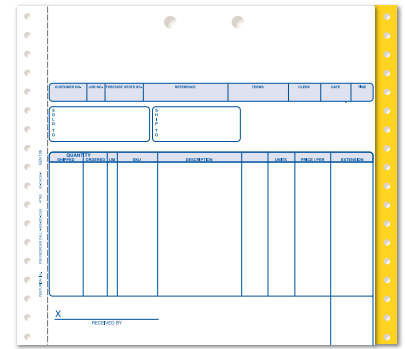 CUSTOMER NO. JOB NO. PURCHASE ORDER NO. REFERENCE TERMS CLERK DATE TIME
SOLD TO
SHIP TO
QUANTITY
SHIPPED ORDERED UM SKU DESCRIPTION UNITS PRICE / PER EXTENSION
X
RECEIVED BY